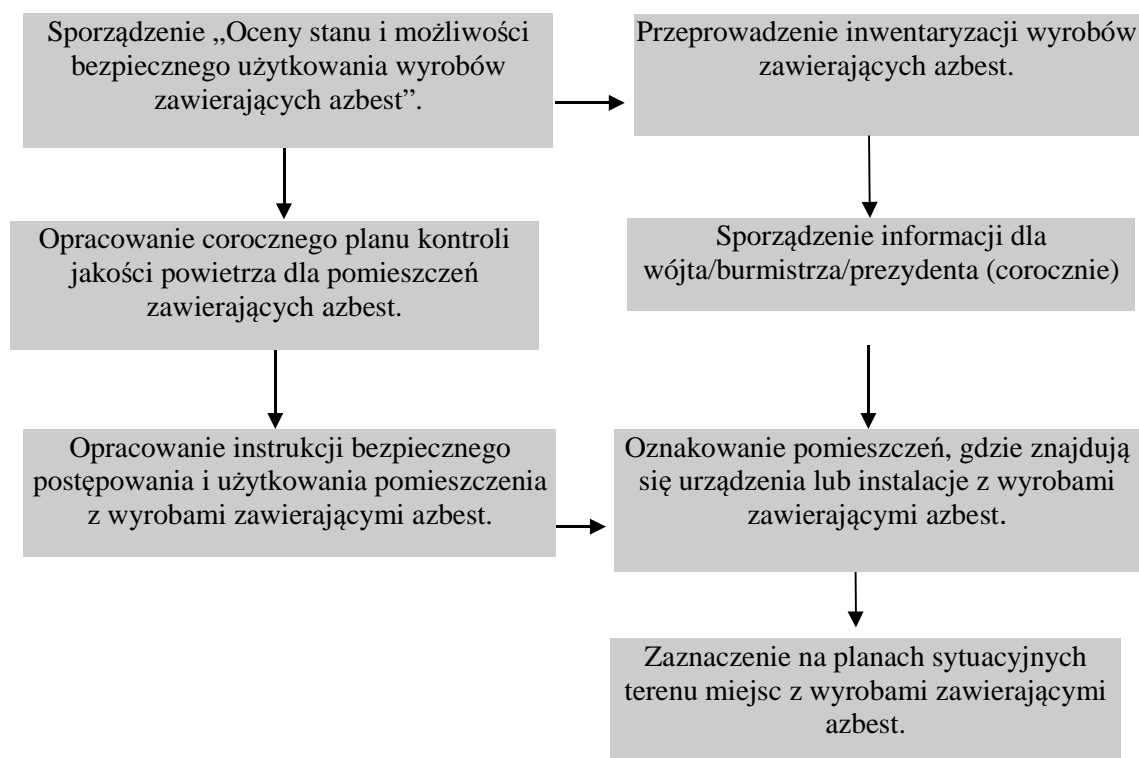 Sporządzenie „Oceny stanu i możliwości
bezpiecznego użytkowania wyrobów
zawierających azbest”.
Przeprowadzenie inwentaryzacji wyrobów
zawierających azbest.
Opracowanie corocznego planu kontroli
jakości powietrza dla pomieszczeń
zawierających azbest.
Sporządzenie informacji dla
wójta/burmistrza/prezydenta (corocznie)
Opracowanie instrukcji bezpiecznego
postępowania i użytkowania pomieszczenia
z wyrobami zawierającymi azbest.
Oznakowanie pomieszczeń, gdzie znajdują
się urządzenia lub instalacje z wyrobami
zawierającymi azbest.
Zaznaczenie na planach sytuacyjnych
terenu miejsc z wyrobami zawierającymi
azbest.